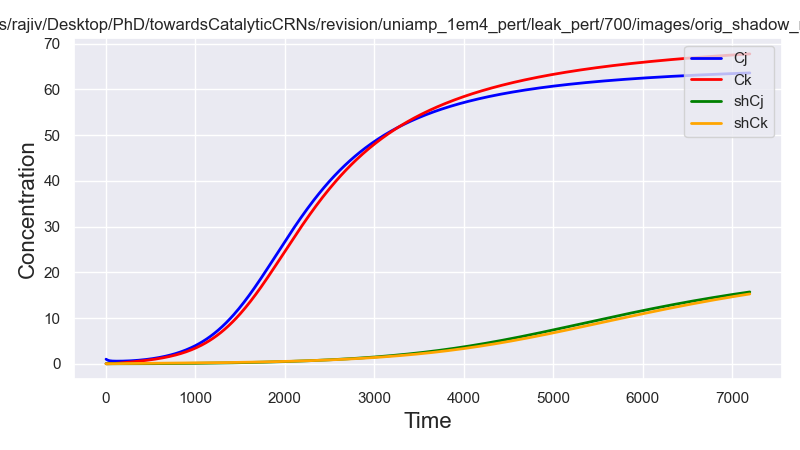 s/rajiv/Desktop/PhD/towardsCatalyticCRNs/revision/uniamp_1em4_pert/leak_pert/700/images/orig_shadow_
70
60
50
40
30
20
10
0
Concentration
Cj
Ck
shCj
shCk
0 1000 2000 3000 4000 5000 6000 7000
Time